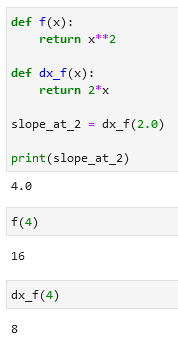 def f(x):
    return x**2
def dx_f(x):
    return 2*x
slope_at_2 = dx_f(2.0)
print(slope_at_2)
4.0
f(4)
16
dx_f(4)
8